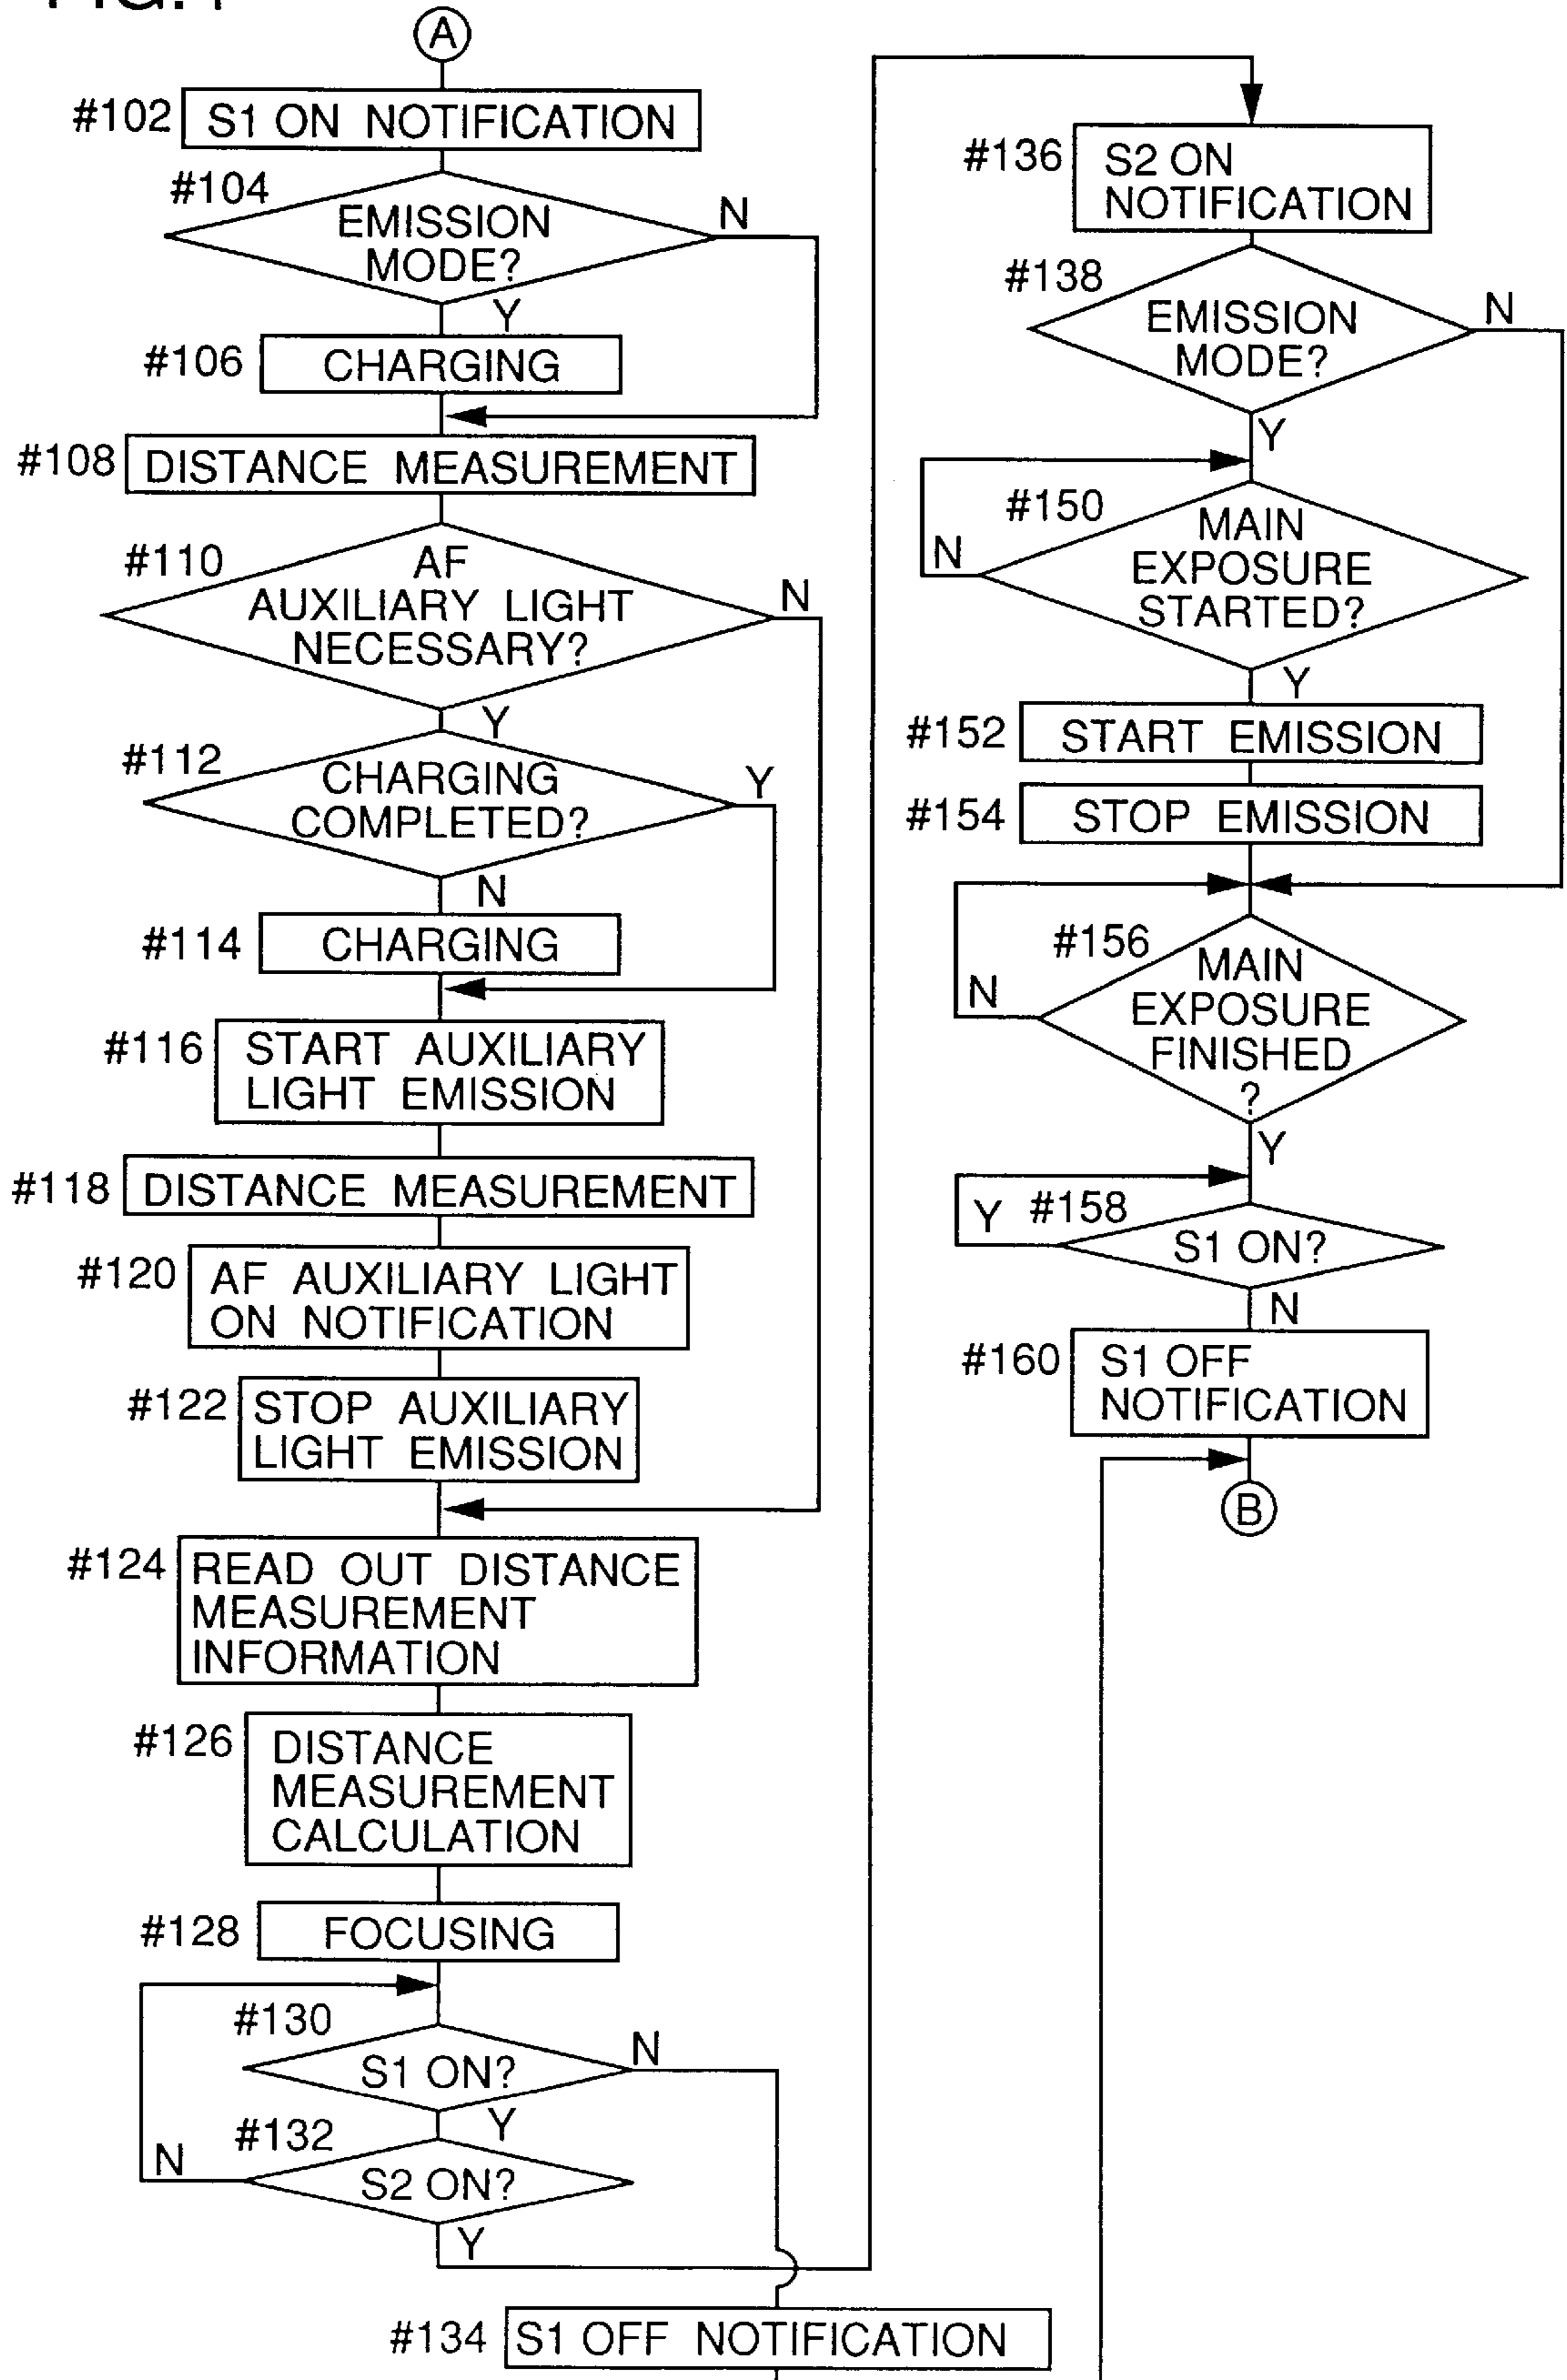 A
#102 S1 ON NOTIFICATION
#104
EMISSION
MODE?
N
Y
#106 CHARGING
#108 DISTANCE MEASUREMENT
#110
AF
AUXILIARY LIGHT
NECESSARY?
N
Y
#112
CHARGING
COMPLETED?
Y
N
#114 CHARGING
#116 START AUXILIARY
LIGHT EMISSION
#118 DISTANCE MEASUREMENT
#120 AF AUXILIARY LIGHT
ON NOTIFICATION
#122 STOP AUXILIARY
LIGHT EMISSION
#124 READ OUT DISTANCE
MEASUREMENT
INFORMATION
#126 DISTANCE
MEASUREMENT
CALCULATION
#128 FOCUSING
#130
S1 ON?
N
Y
#132
S2 ON?
N
Y
#134 S1 OFF NOTIFICATION
#136 S2 ON
NOTIFICATION
#138
EMISSION
MODE?
N
Y
#150
MAIN
EXPOSURE
STARTED?
N
Y
#152 START EMISSION
#154 STOP EMISSION
#156
MAIN
EXPOSURE
FINISHED
?
N
Y
#158
S1 ON?
Y
N
#160 S1 OFF
NOTIFICATION
B